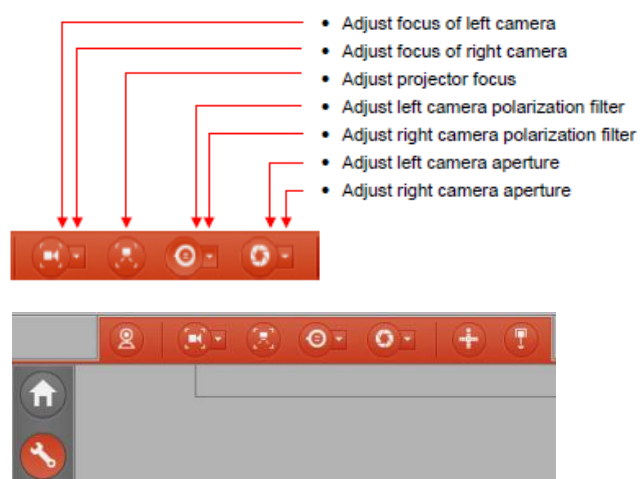 • Adjust focus of left camera
• Adjust focus of right camera
• Adjust projector focus
• Adjust left camera polarization filter
• Adjust right camera polarization filter
• Adjust left camera aperture
• Adjust right camera aperture